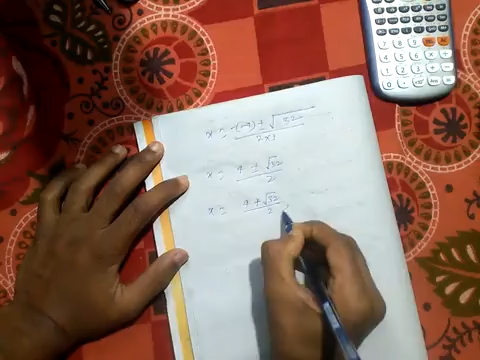 x = -(-4) ± √32 / 2×1
x = 4 ± √32 / 2
x = 4 + √32 / 2 ,